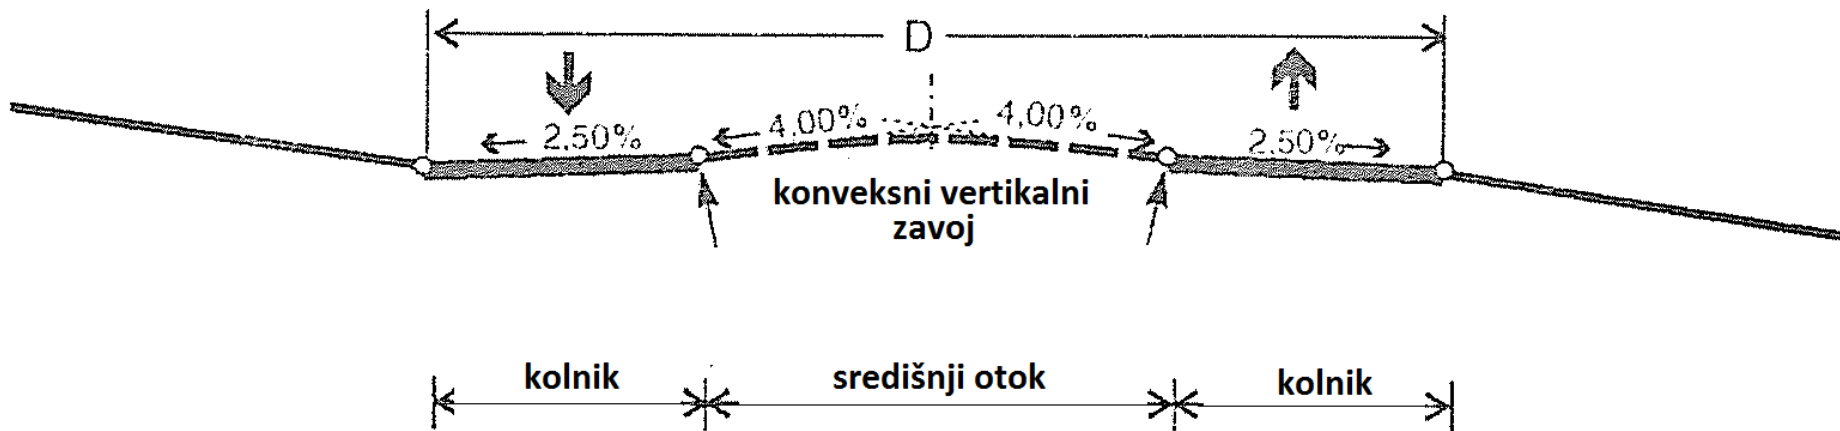 D
2.50%
4.00%
4.00%
2.50%
konveksni vertikalni
zavoj
kolnik
središnji otok
kolnik